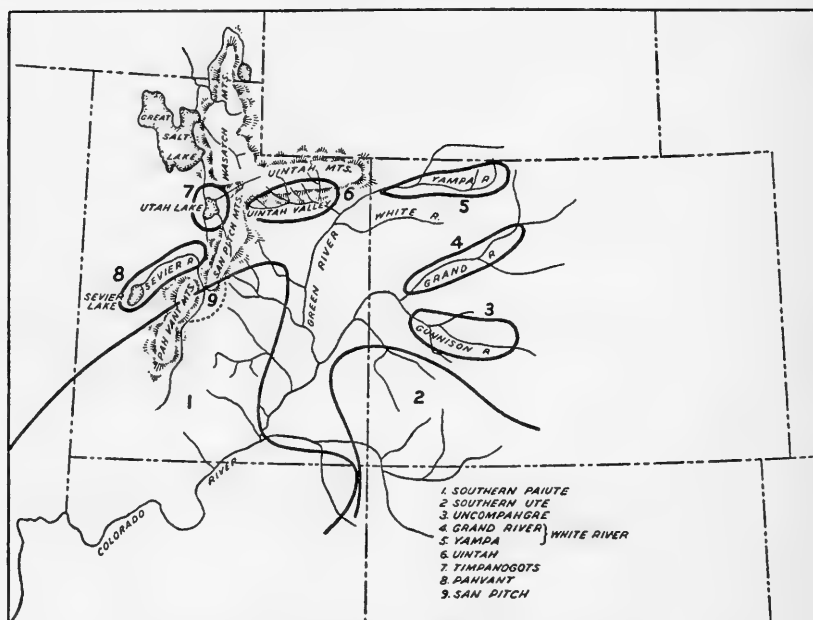 MTS.
GREAT
SALT
LAKE
WASATCH MTS.
UINTAH MTS.
7
6
UTAH LAKE
UINTAH VALLEY
YAMPA R
5
WHITE R.
SAN PITCH MTS.
4
GRAND R
8
SEVIER R
SEVIER
LAKE
9
GREEN RIVER
PAH VANT MTS.
3
GUNNISON R
1
2
COLORADO RIVER
1. SOUTHERN PAIUTE
2 SOUTHERN UTE
3. UNCOMPAHGRE
4. GRAND RIVER
5. YAMPA
WHITE RIVER
6. UINTAH
7. TIMPANOGOTS
8. PAHVANT
9. SAN PITCH